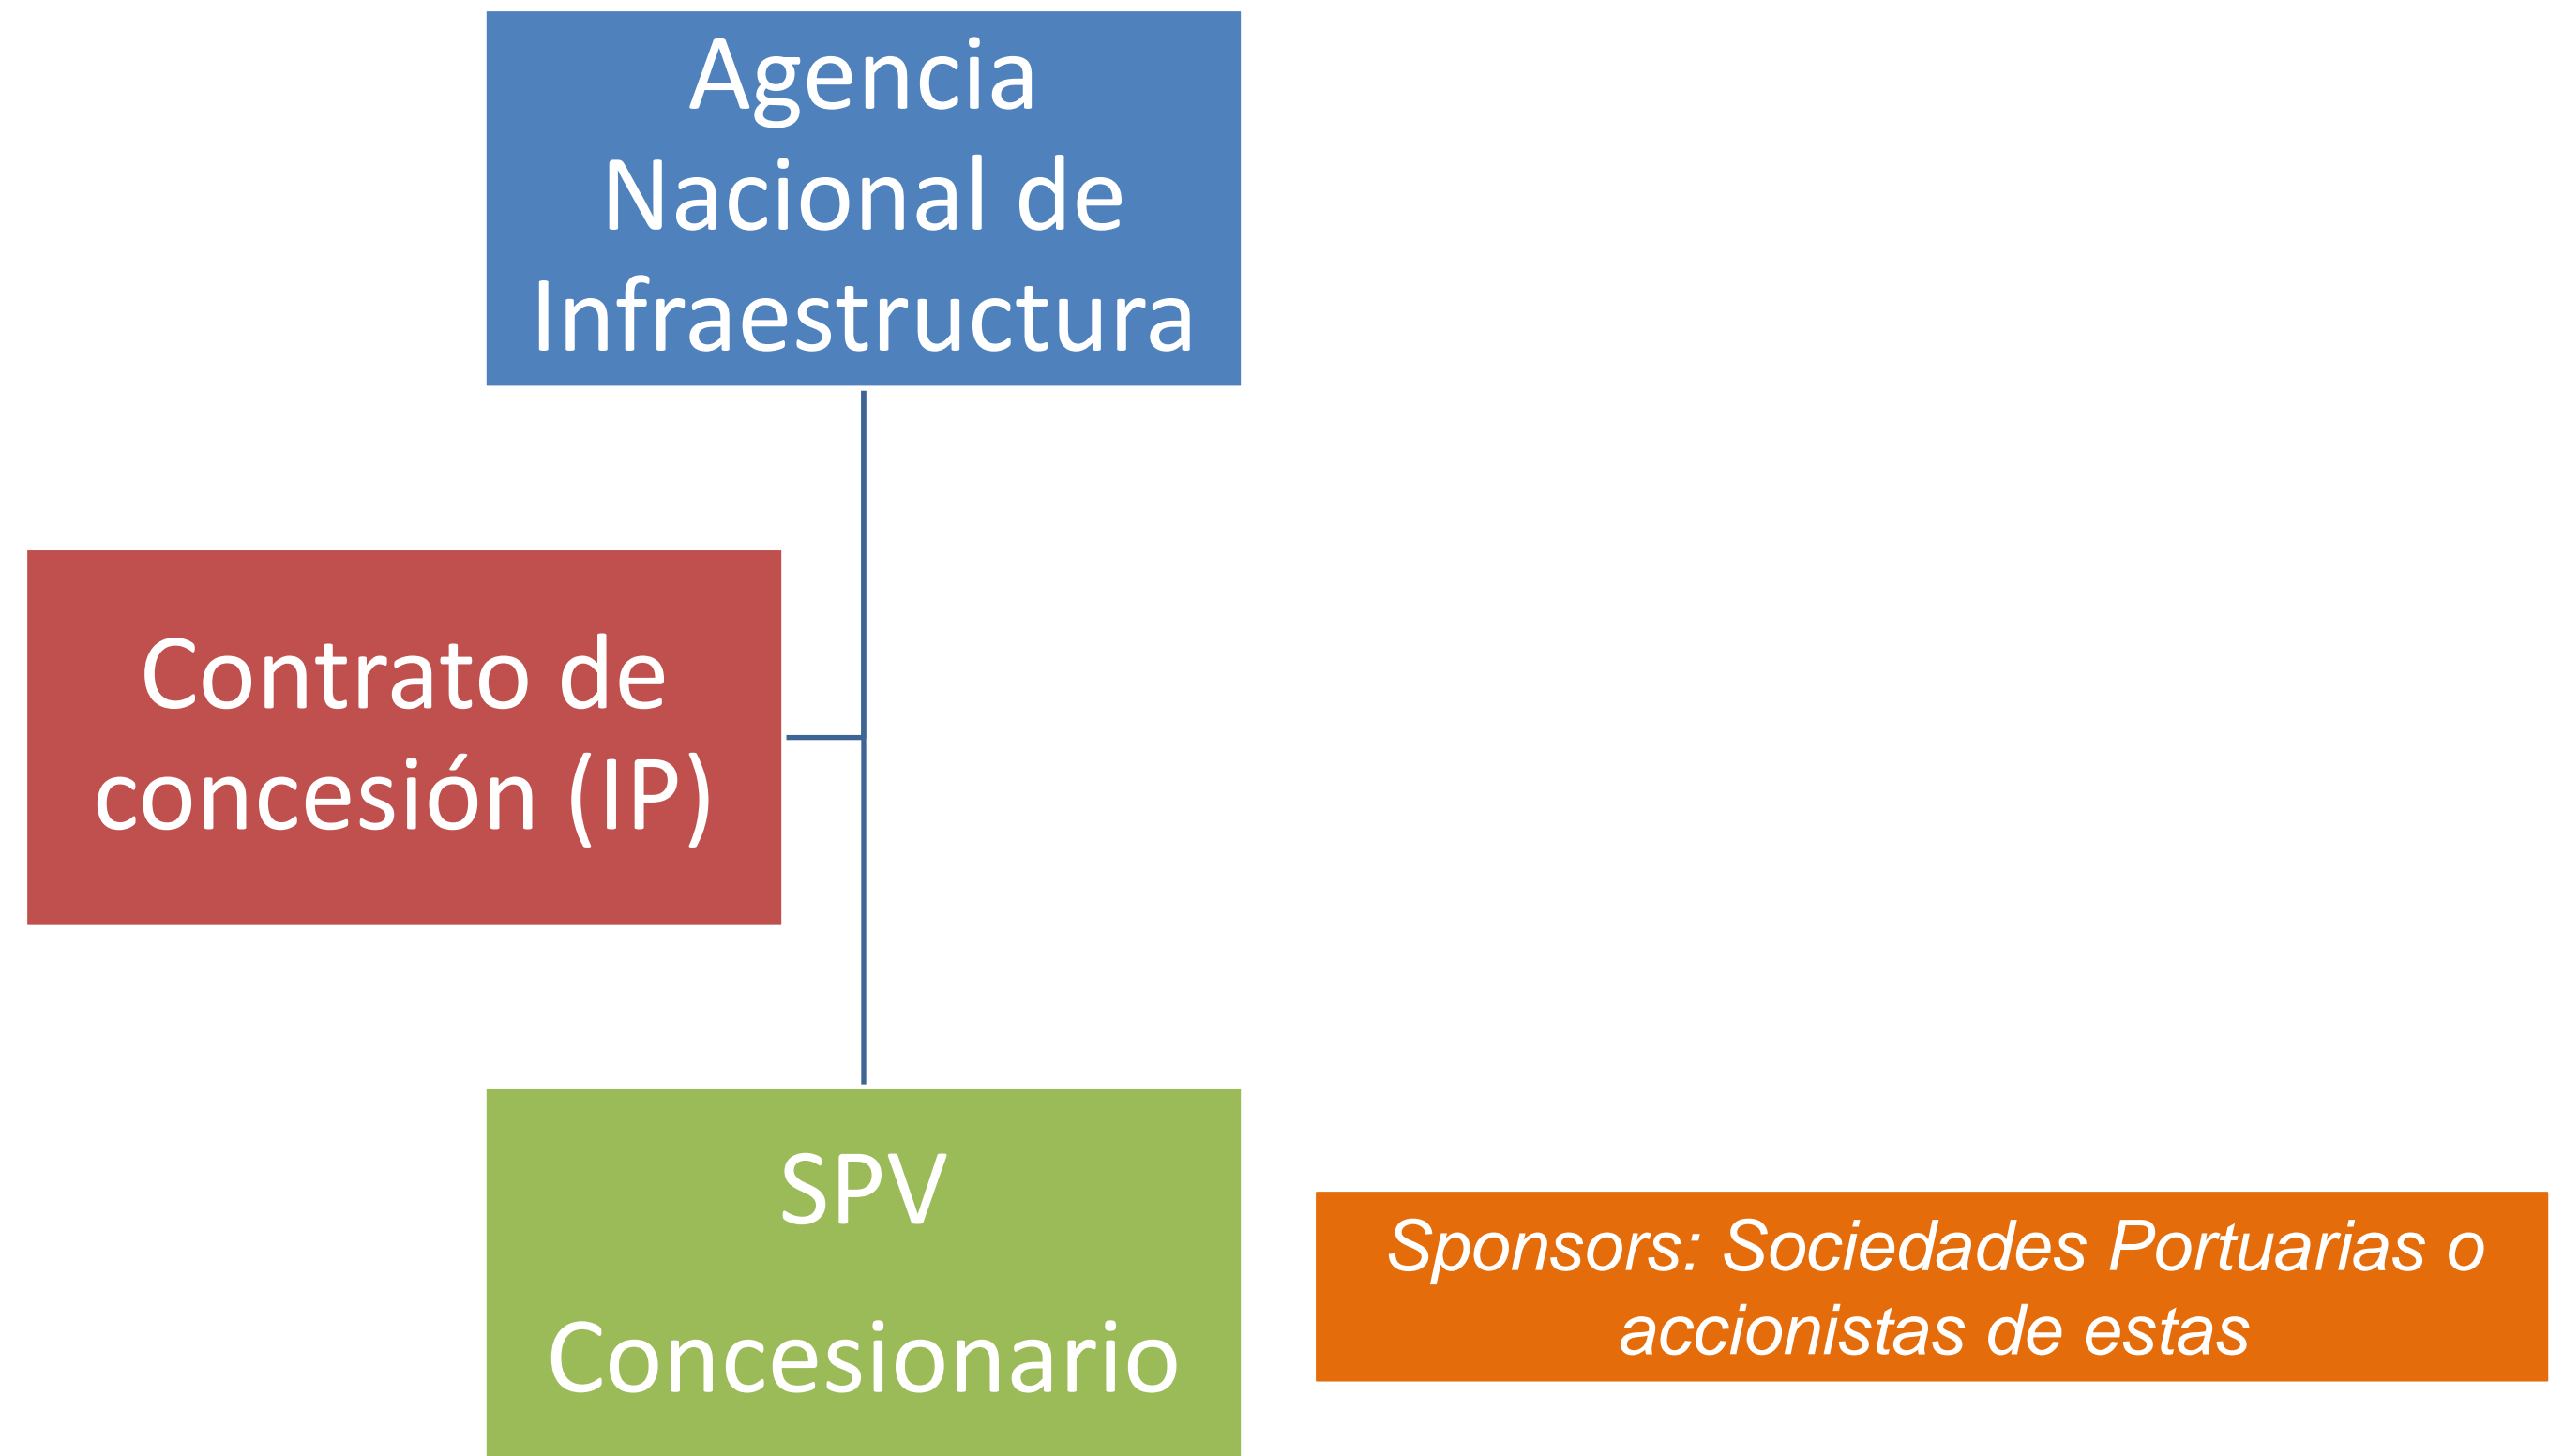 Agencia
Nacional de
Infraestructura
Contrato de
concesión (IP)
SPV
Concesionario
Sponsors: Sociedades Portuarias o
accionistas de estas